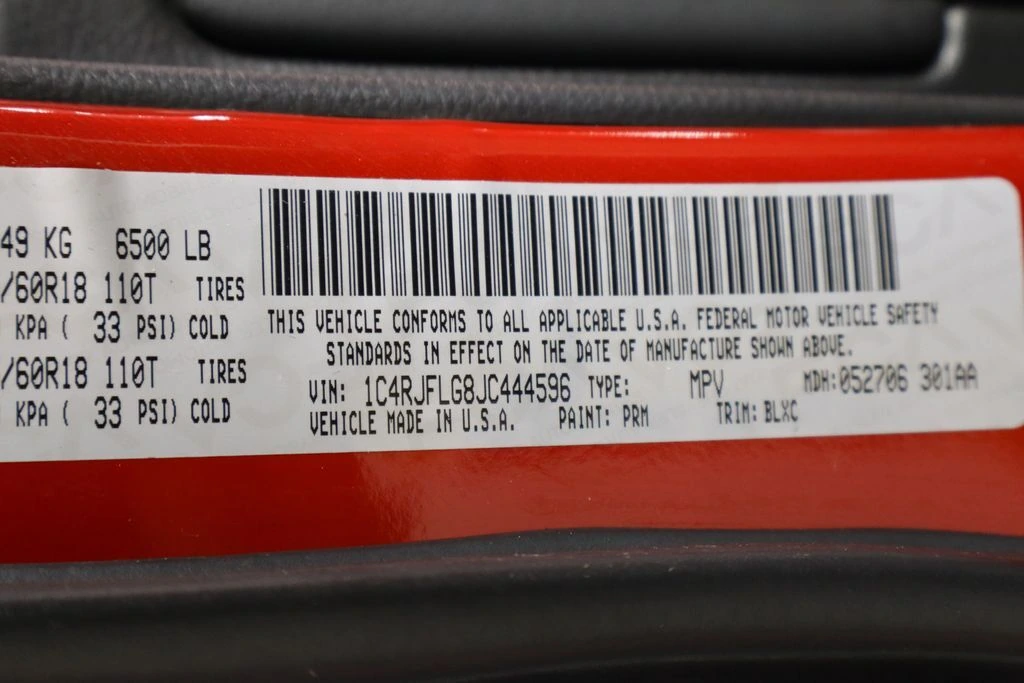 49 KG 6500 LB
/60R18 110T TIRES
KPA ( 33 PSI) COLD
/60R18 110T TIRES
KPA ( 33 PSI) COLD
THIS VEHICLE CONFORMS TO ALL APPLICABLE U.S.A. FEDERAL MOTOR VEHICLE SAFETY
STANDARDS IN EFFECT ON THE DATE OF MANUFACTURE SHOWN ABOVE.
VIN: 1C4RJFLG8JC444596 TYPE: MPV MDH:052706 301AA
VEHICLE MADE IN U.S.A. PAINT: PRM TRIM: BLXC